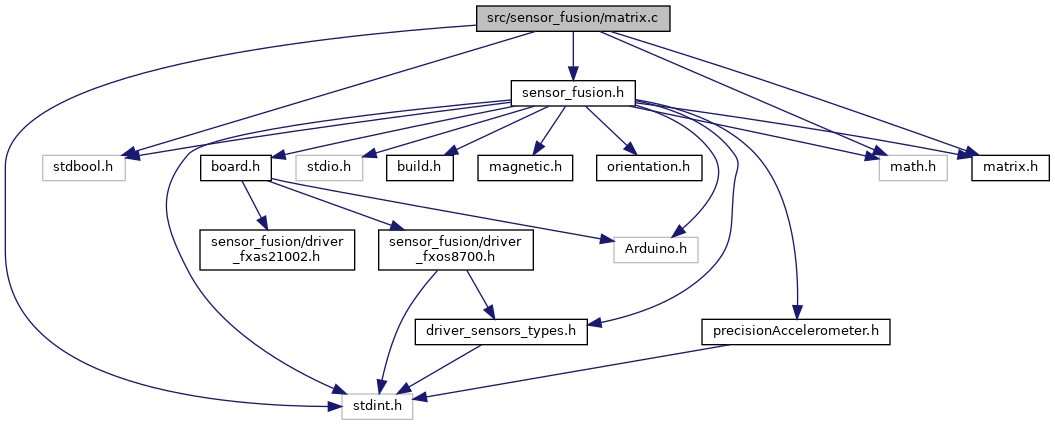 src/sensor_fusion/matrix.c
sensor_fusion.h
stdbool.h
board.h
stdio.h
build.h
magnetic.h
orientation.h
math.h
matrix.h
sensor_fusion/driver
_fxas21002.h
sensor_fusion/driver
_fxos8700.h
Arduino.h
driver_sensors_types.h
precisionAccelerometer.h
stdint.h